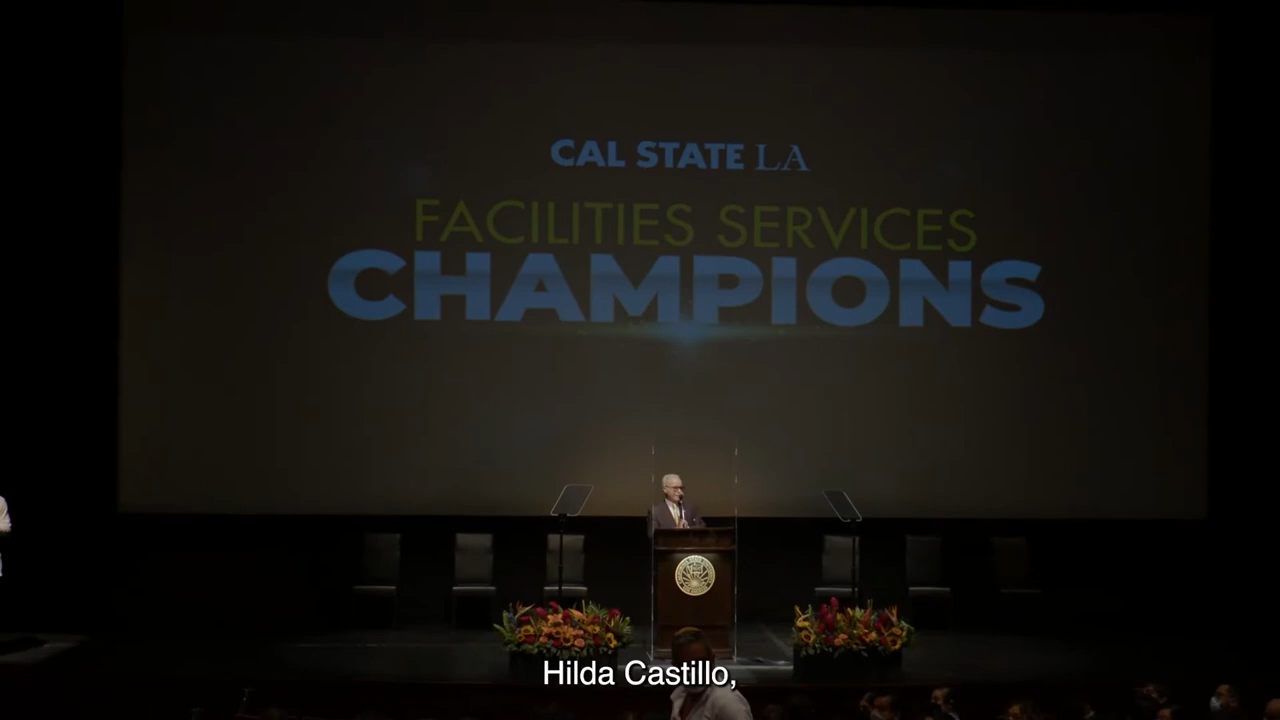 CAL STATE LA
FACILITIES SERVICES
CHAMPIONS
Hilda Castillo,